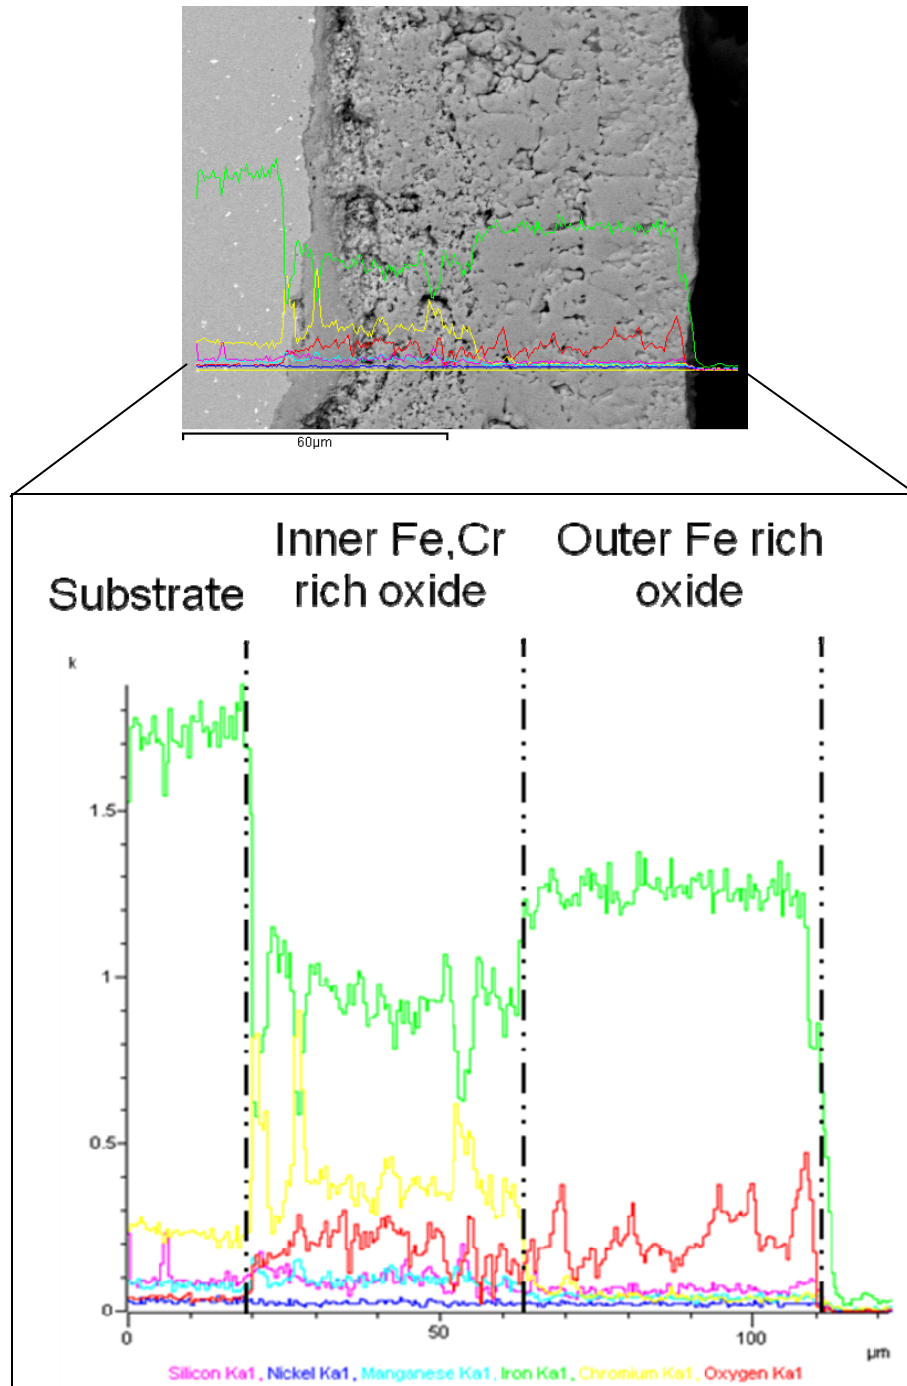 60µm
Substrate
Inner Fe,Cr
rich oxide
Outer Fe rich
oxide
k
1.5
1
0.5
0
0
50
100
µm
Silicon Ka1, Nickel Ka1, Manganese Ka1, Iron Ka1, Chromium Ka1, Oxygen Ka1